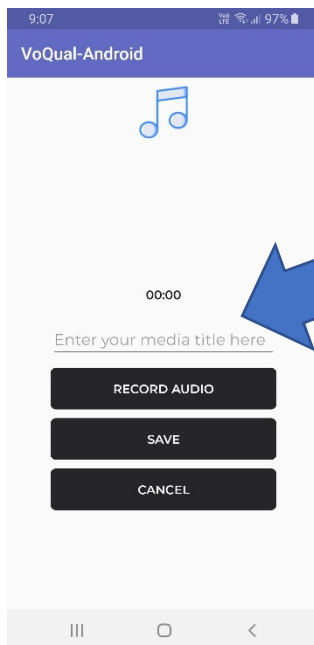 9:07 97%
VoQual-Android
00:00
Enter your media title here
RECORD AUDIO
SAVE
CANCEL